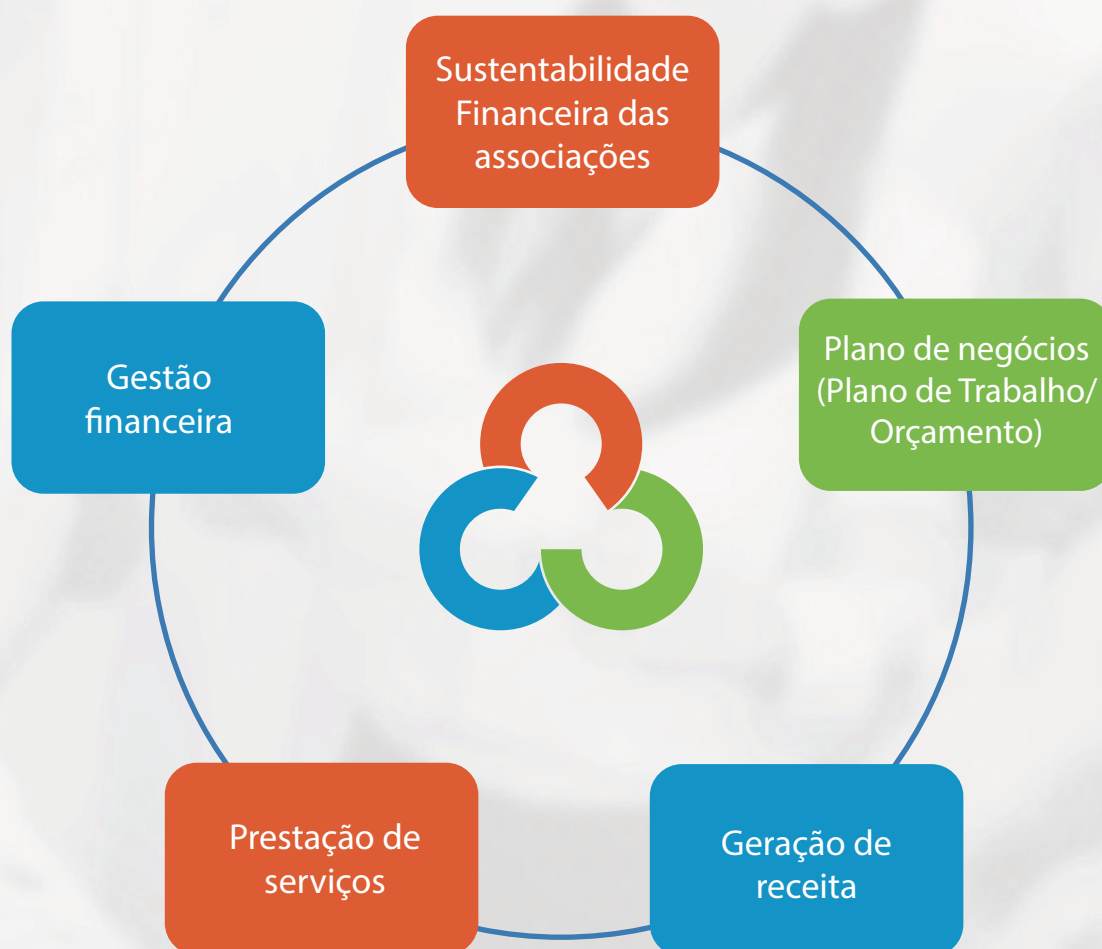 Sustentabilidade
Financeira das
associações
Plano de negócios
(Plano de Trabalho/
Orçamento)
Geração de
receita
Prestação de
serviços
Gestão
financeira